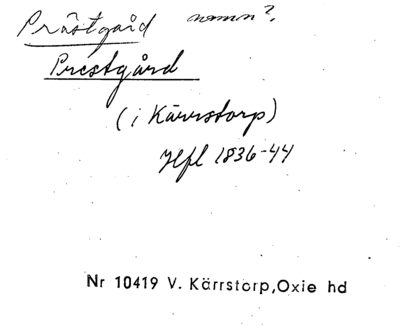 Prästgård namn?
Prestgård
(i Kärrstorp)
Hfl 1836-44
Nr 10419 V. Kärrstorp, Oxie hd